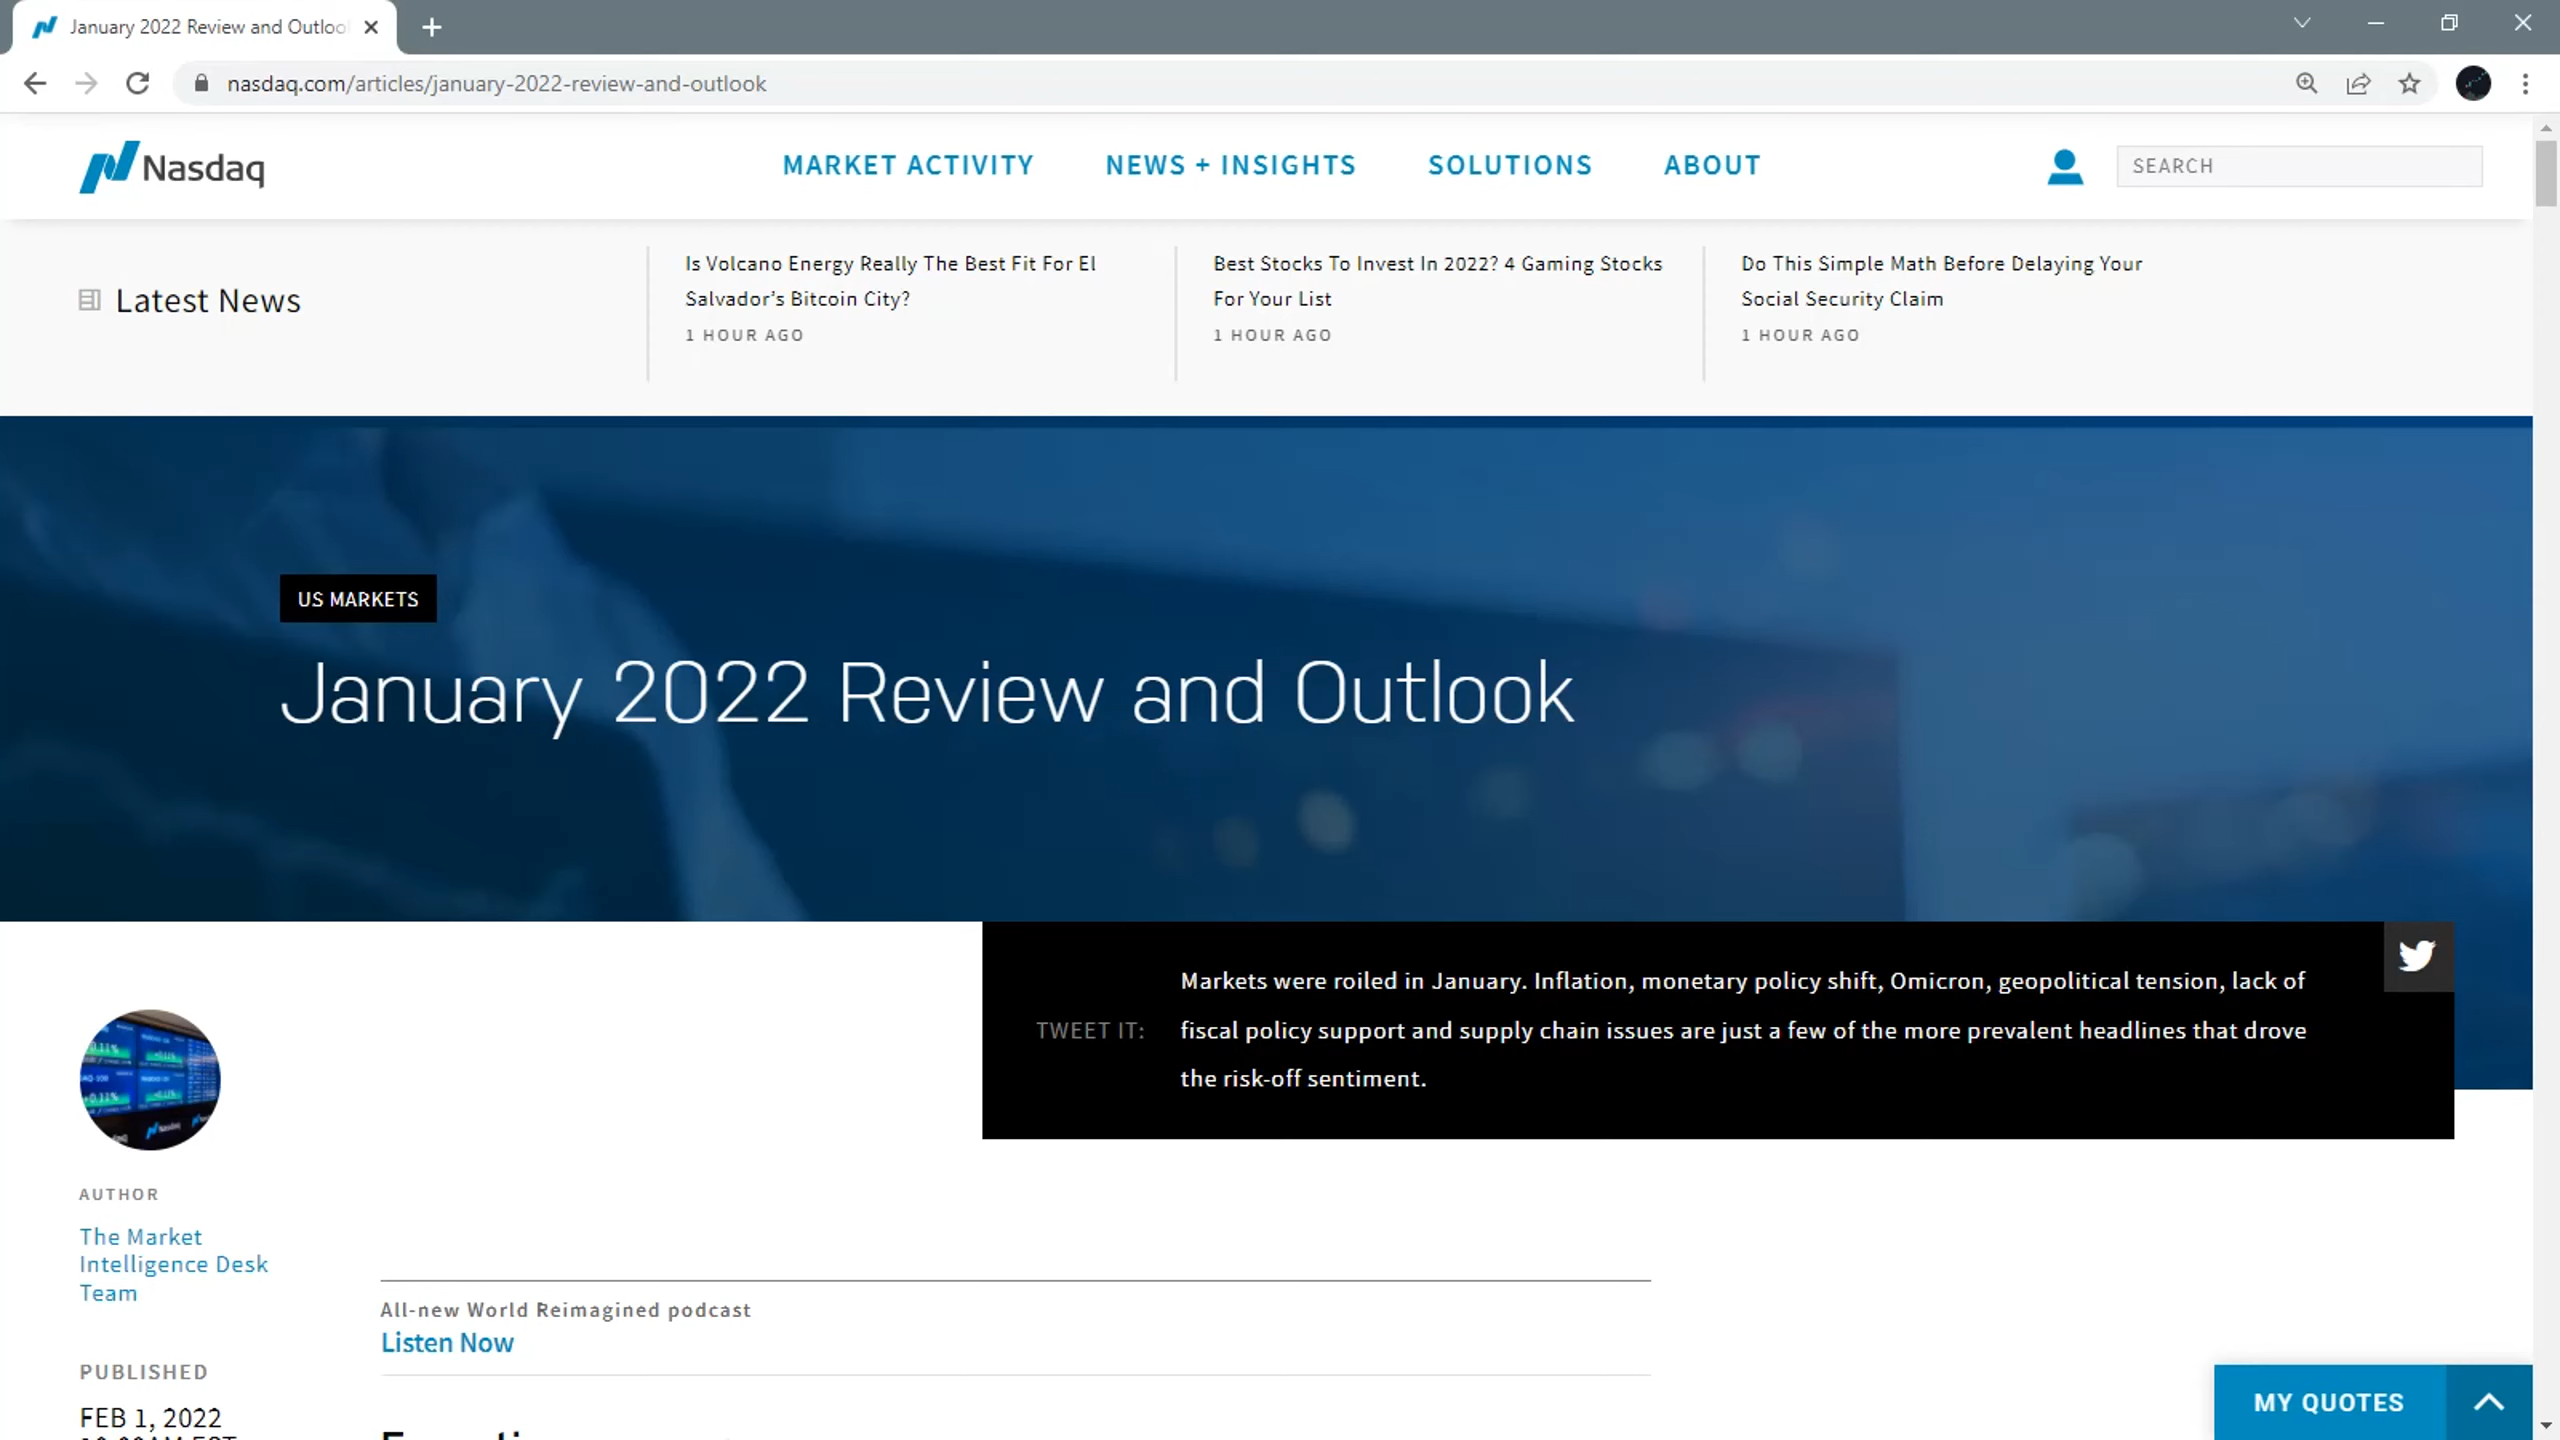 January 2022 Review and Outloo
nasdaq.com/articles/january-2022-review-and-outlook
Nasdaq
MARKET ACTIVITY
NEWS + INSIGHTS
SOLUTIONS
ABOUT
SEARCH
Latest News
Is Volcano Energy Really The Best Fit For El
Salvador’s Bitcoin City?
1 HOUR AGO
Best Stocks To Invest In 2022? 4 Gaming Stocks
For Your List
1 HOUR AGO
Do This Simple Math Before Delaying Your
Social Security Claim
1 HOUR AGO
US MARKETS
January 2022 Review and Outlook
TWEET IT:
Markets were roiled in January. Inflation, monetary policy shift, Omicron, geopolitical tension, lack of
fiscal policy support and supply chain issues are just a few of the more prevalent headlines that drove
the risk-off sentiment.
AUTHOR
The Market
Intelligence Desk
Team
PUBLISHED
FEB 1, 2022
All-new World Reimagined podcast
Listen Now
MY QUOTES